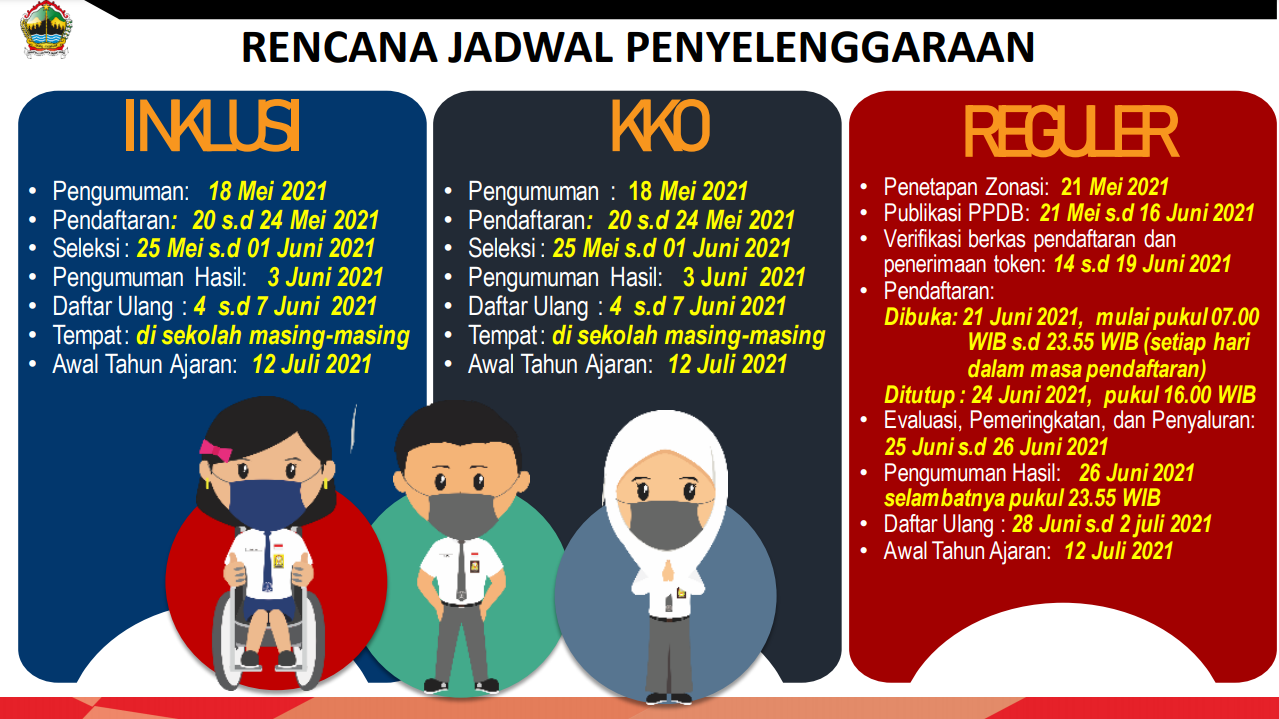 RENCANA JADWAL PENYELENGGARAAN
INKLUSI
• Pengumuman: 18 Mei 2021
• Pendaftaran: 20 s.d 24 Mei 2021
• Seleksi : 25 Mei s.d 01 Juni 2021
• Pengumuman Hasil: 3 Juni 2021
• Daftar Ulang : 4 s.d 7 Juni 2021
• Tempat : di sekolah masing-masing
• Awal Tahun Ajaran: 12 Juli 2021
KKO
• Pengumuman : 18 Mei 2021
• Pendaftaran: 20 s.d 24 Mei 2021
• Seleksi : 25 Mei s.d 01 Juni 2021
• Pengumuman Hasil: 3 Juni 2021
• Daftar Ulang : 4 s.d 7 Juni 2021
• Tempat : di sekolah masing-masing
• Awal Tahun Ajaran: 12 Juli 2021
REGULER
• Penetapan Zonasi: 21 Mei 2021
• Publikasi PPDB: 21 Mei s.d 16 Juni 2021
• Verifikasi berkas pendaftaran dan
penerimaan token: 14 s.d 19 Juni 2021
• Pendaftaran:
Dibuka: 21 Juni 2021, mulai pukul 07.00
WIB s.d 23.55 WIB (setiap hari
dalam masa pendaftaran)
Ditutup : 24 Juni 2021, pukul 16.00 WIB
• Evaluasi, Pemeringkatan, dan Penyaluran:
25 Juni s.d 26 Juni 2021
• Pengumuman Hasil: 26 Juni 2021
selambatnya pukul 23.55 WIB
• Daftar Ulang : 28 Juni s.d 2 juli 2021
• Awal Tahun Ajaran: 12 Juli 2021